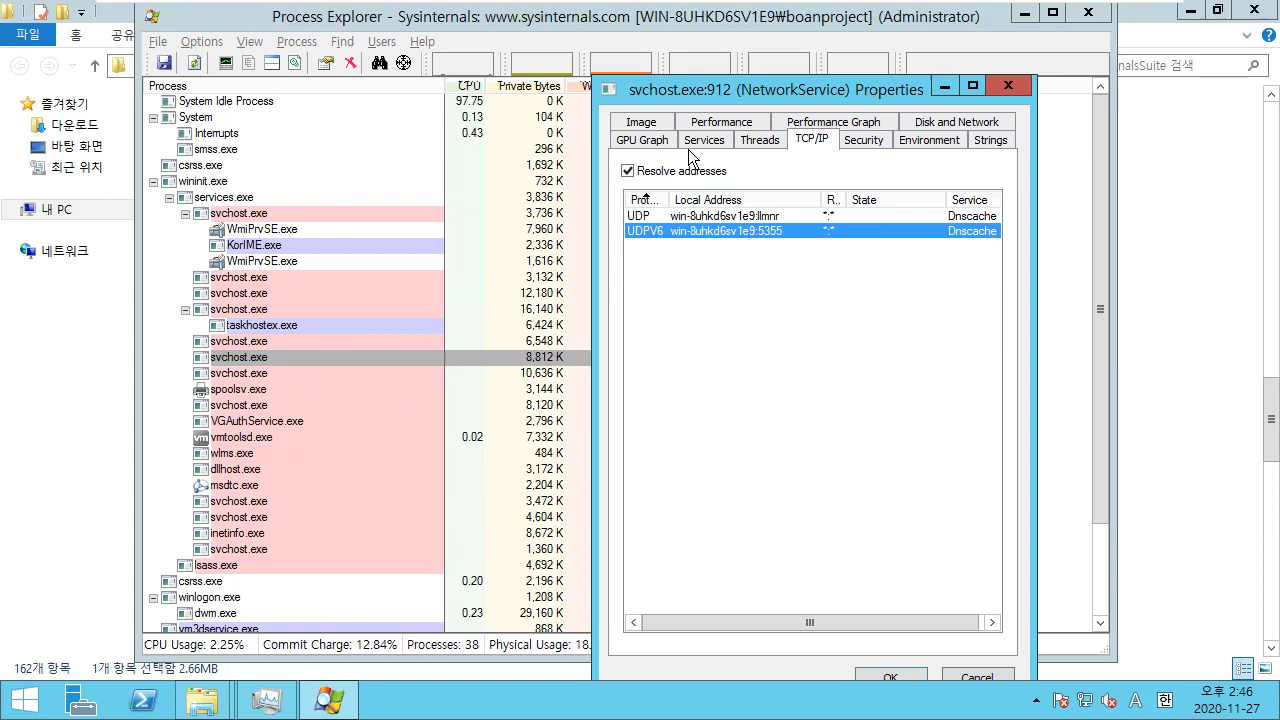 Process Explorer - Sysinternals: www.sysinternals.com [WIN-8UHKD6SV1E9₩boanproject] (Administrator)
파일
홈
공유
File Options View Process Find Users Help
nalsSuite 검색
즐겨찾기
다운로드
바탕 화면
최근 위치
내 PC
네트워크
Process CPU Private Bytes W
System Idle Process 97.75 0 K
System 0.13 104 K
Interrupts 0.43 0 K
smss.exe 296 K
csrss.exe 1,692 K
wininit.exe 732 K
services.exe 3,836 K
svchost.exe 3,736 K
WmiPrvSE.exe 7,960 K
KorIME.exe 2,336 K
WmiPrvSE.exe 1,616 K
svchost.exe 3,132 K
svchost.exe 12,180 K
svchost.exe 16,140 K
taskhostex.exe 6,424 K
svchost.exe 6,548 K
svchost.exe 8,812 K
svchost.exe 10,636 K
spoolsv.exe 3,144 K
svchost.exe 8,120 K
VGAuthService.exe 2,796 K
vmtoolsd.exe 0.02 7,332 K
wlms.exe 484 K
dllhost.exe 3,172 K
msdtc.exe 2,204 K
svchost.exe 3,472 K
svchost.exe 4,604 K
inetinfo.exe 8,672 K
svchost.exe 1,360 K
lsass.exe 4,692 K
csrss.exe 0.20 2,196 K
winlogon.exe 1,208 K
dwm.exe 0.23 29,160 K
vm3dservice.exe 868 K
CPU Usage: 2.25% Commit Charge: 12.84% Processes: 38 Physical Usage: 18.
svchost.exe:912 (NetworkService) Properties
Image Performance Performance Graph Disk and Network
GPU Graph Services Threads TCP/IP Security Environment Strings
Resolve addresses
Pro... Local Address R.. State Service
UDP win-8uhkd6sv1e9:llmnr *:* Dnscache
UDPV6 win-8uhkd6sv1e9:5355 *:* Dnscache
OK Cancel
162개 항목 1개 항목 선택함 2.66MB
vm
A 한
오후 2:46
2020-11-27